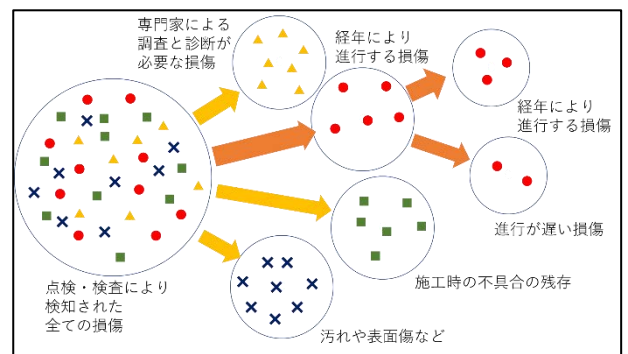 専門家による
調査と診断が
必要な損傷
経年により
進行する損傷
経年により
進行する損傷
進行が遅い損傷
施工時の不具合の残存
汚れや表面傷など
点検・検査により
検知された
全ての損傷